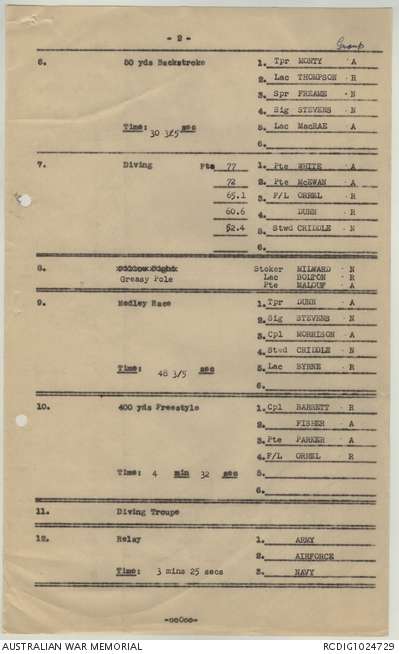 - 2 -
Group
6. 50 yds Backstroke 1. Tpr MONTY A
2. Lac THOMPSON R
3. Spr FREAME N
4. Sig STEVENS N
Time: 30 3/5 sec 5. Lac MacRAE A
6.
7. Diving Pts 77 1. Pte WHITE A
72 2. Pte McEWAN A
65.1 3. F/L ORREL R
60.6 4. DUNN R
52.4 5. Stwd CRIDDLE N
6.
8. Stoker MILWARD N
Greasy Pole Lac BOLTON R
Pte MALOUF A
9. Medley Race 1. Tpr DUNN A
2. Sig STEVENS N
3. Cpl MORRISON A
4. Stwd CRIDDLE N
Time: 48 3/5 sec 5. Lac BYRNE R
6.
10. 400 yds Freestyle 1. Cpl BARRETT R
2. FISHER A
3. Pte PARKER A
4. F/L ORREL R
Time: 4 min 32 sec 5.
6.
11. Diving Troupe
12. Relay 1. ARMY
2. AIRFORCE
Time: 3 mins 25 secs 3. NAVY
-oo0oo-
AUSTRALIAN WAR MEMORIAL RCDIG1024729